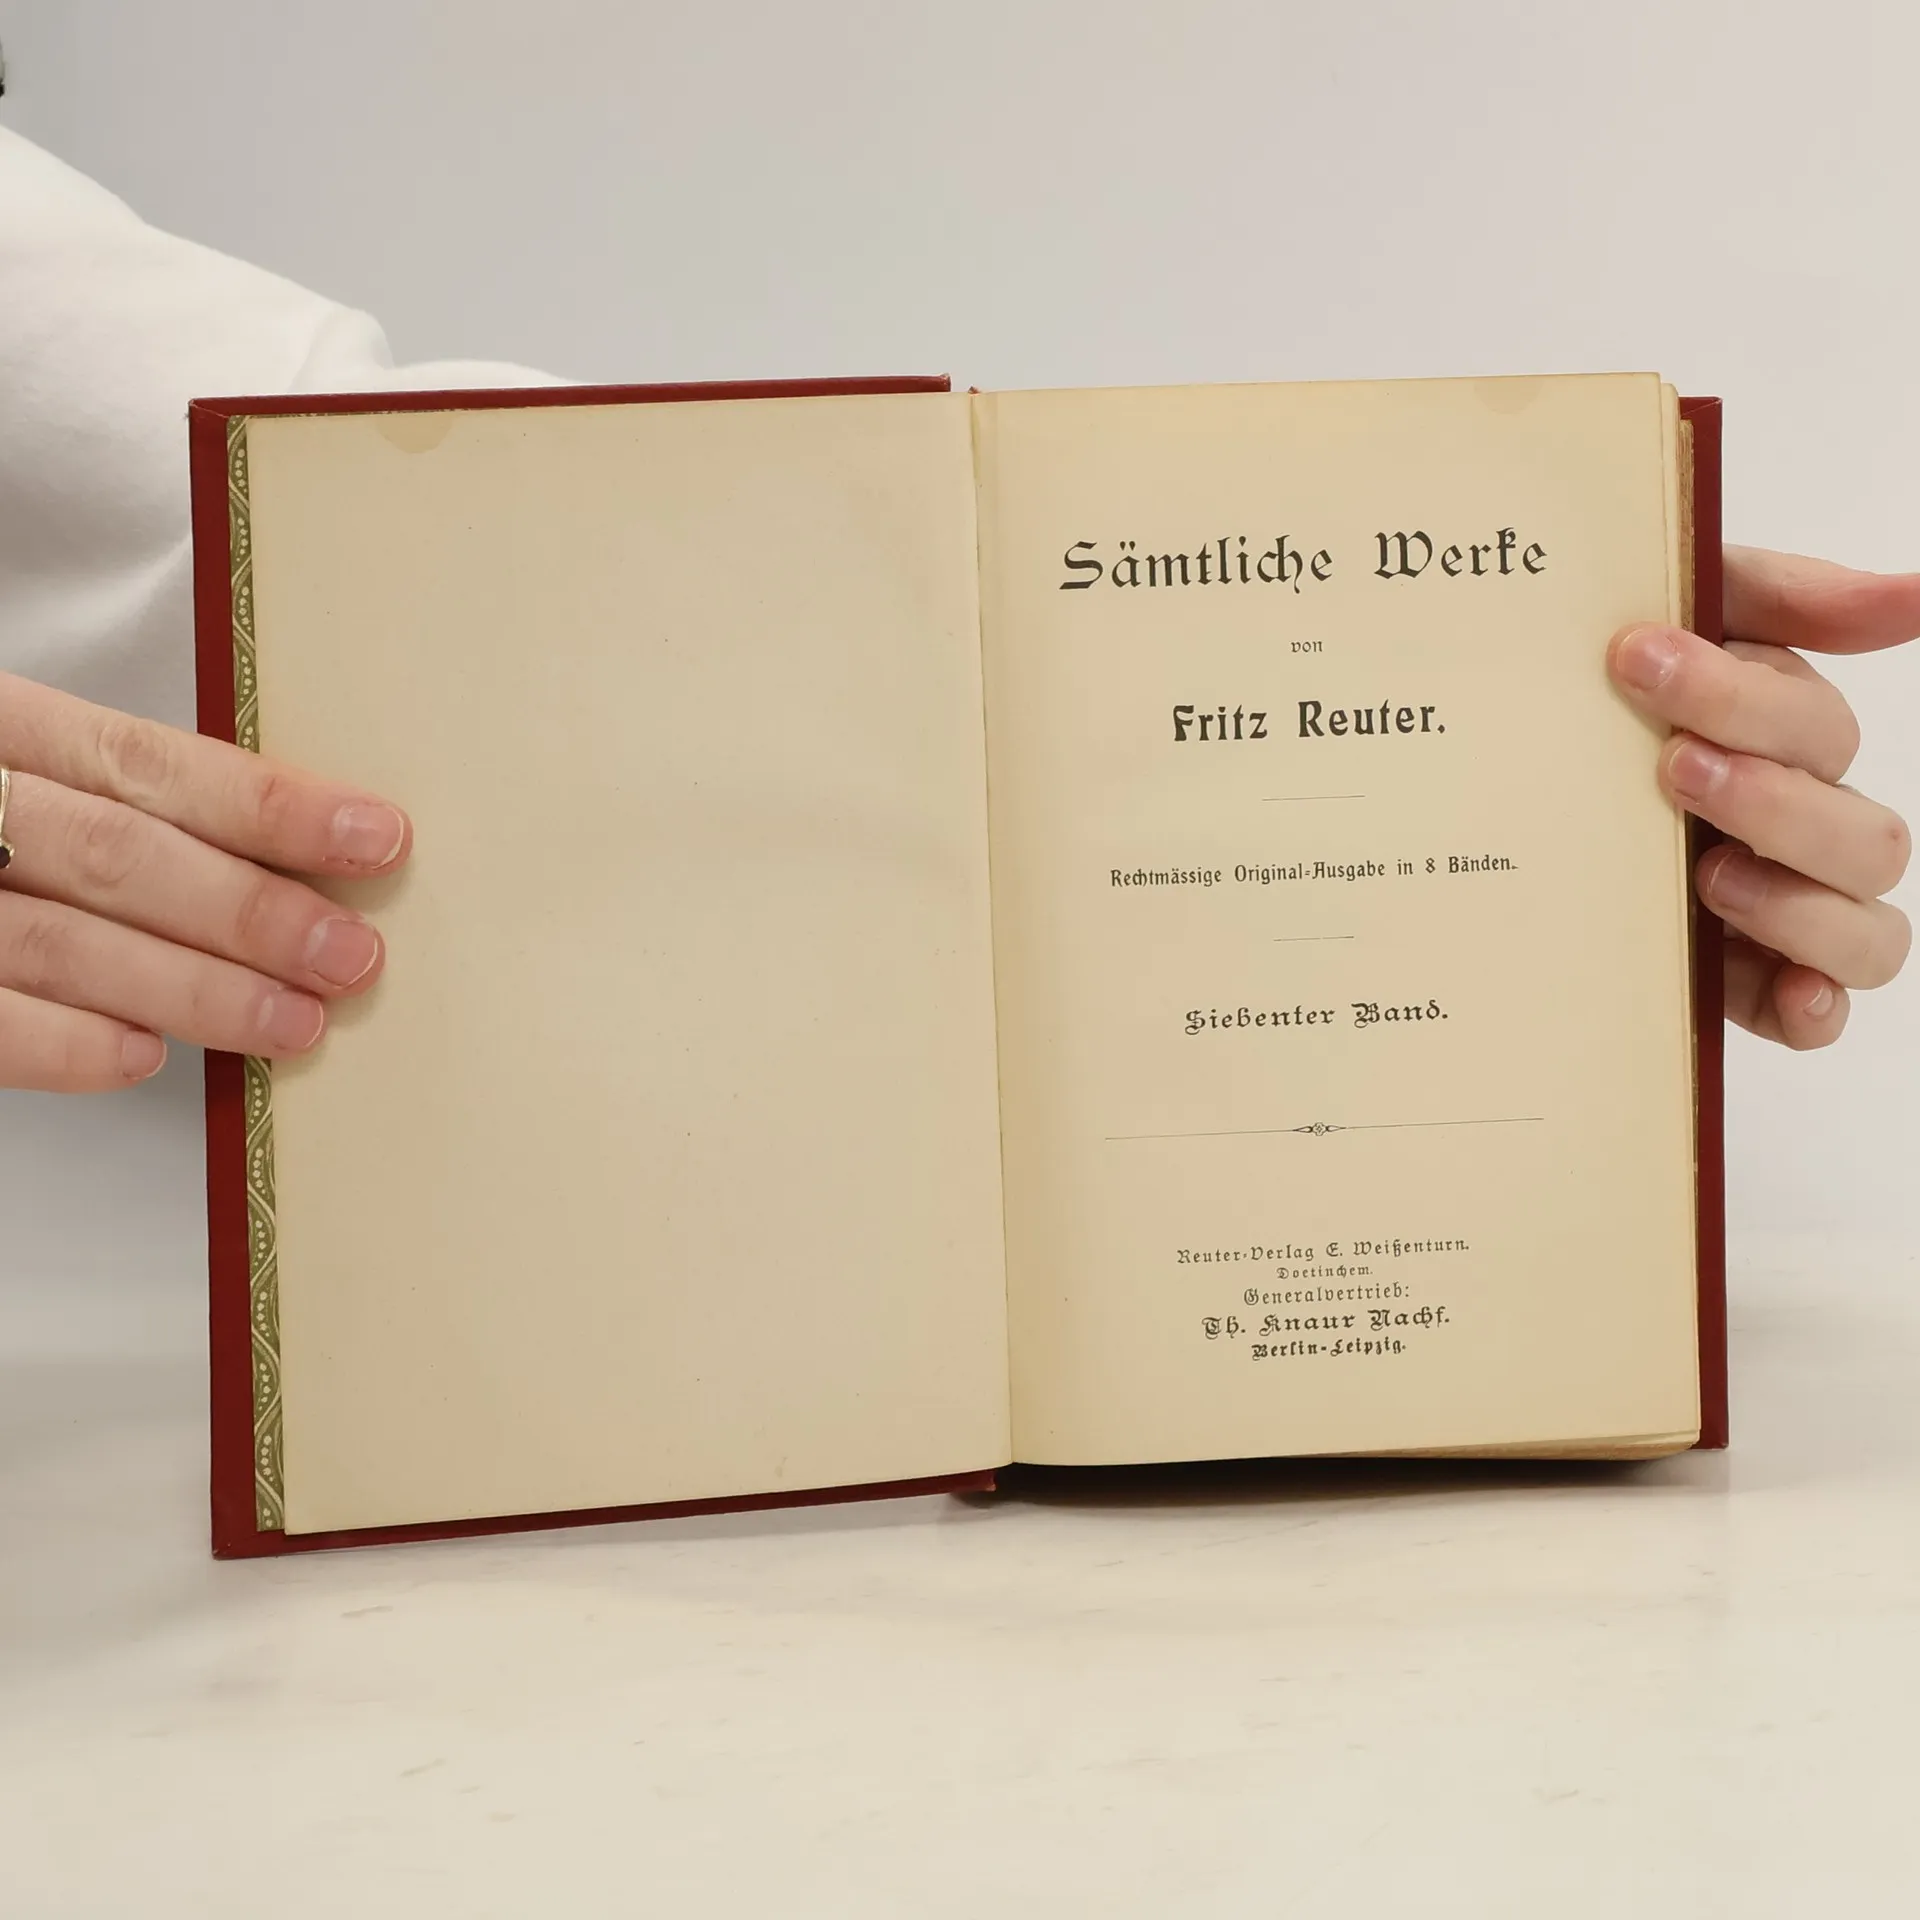 Sämtliche Werke
von
Fritz Reuter.
Rechtmässige Original-Ausgabe in 8 Bänden.
Siebenter Band.
Reuter-Verlag E. Weißenturn.
Doetinchem.
Generalvertrieb:
Th. Knaur Nachf.
Berlin-Leipzig.